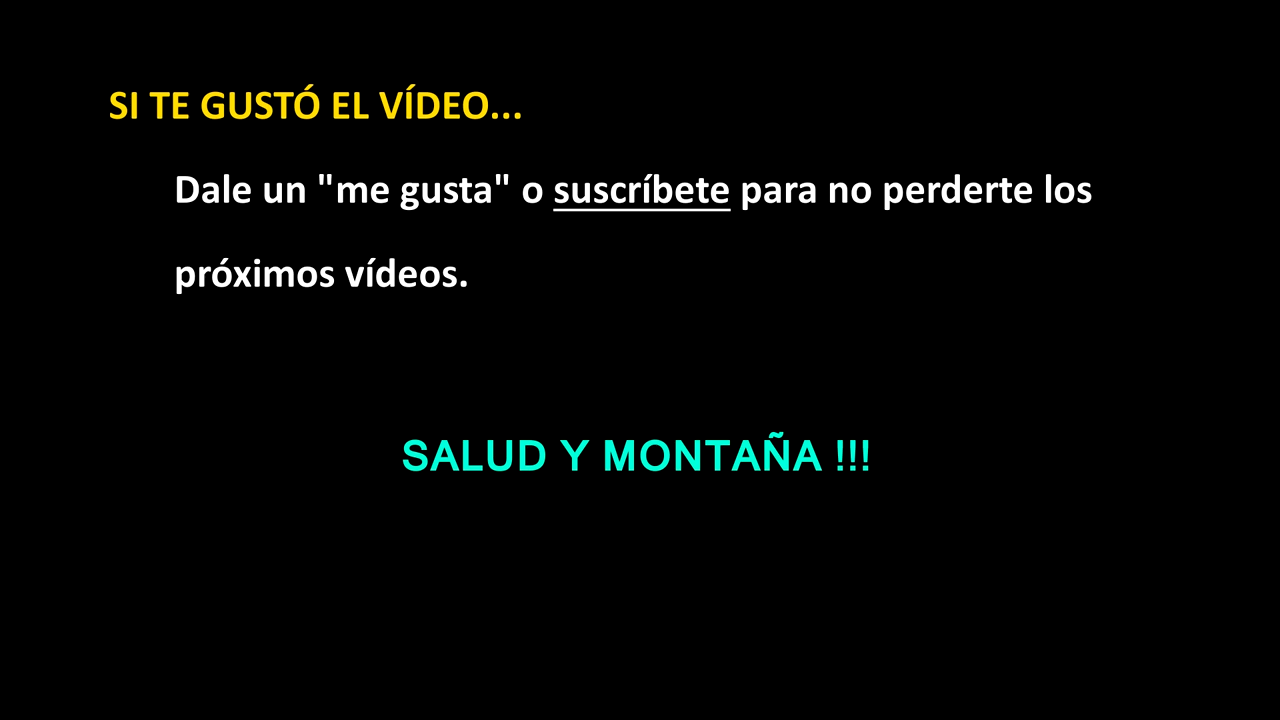 SI TE GUSTÓ EL VÍDEO...
Dale un "me gusta" o suscríbete para no perderte los
próximos vídeos.
SALUD Y MONTAÑA !!!